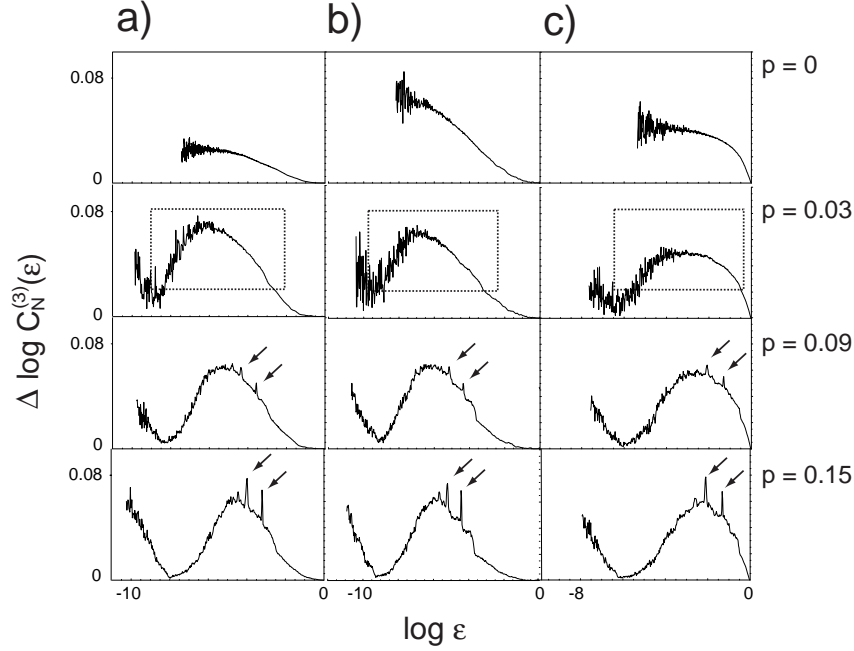 a) b) c)
0.08
0
p = 0
0.08
0
p = 0.03
0.08
0
p = 0.09
0.08
0
p = 0.15
-10 0 -10 0 -8 0
log ε
Δ log C_N^(3)(ε)